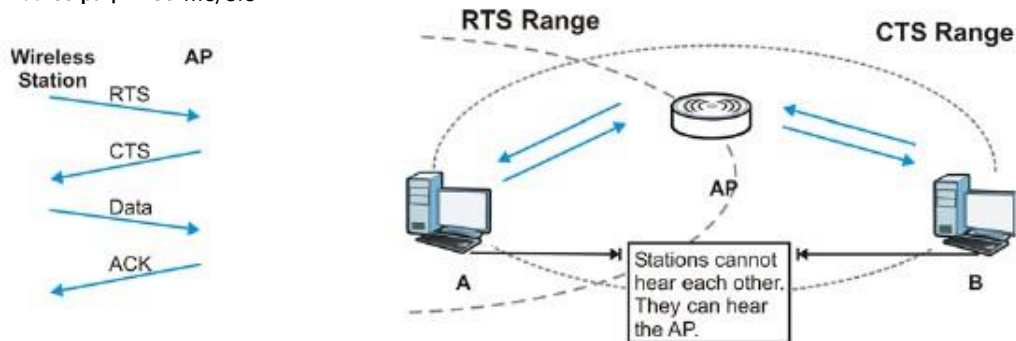 RTS Range
CTS Range
Wireless
Station
AP
RTS
CTS
Data
ACK
AP
A
B
Stations cannot
hear each other.
They can hear
the AP.